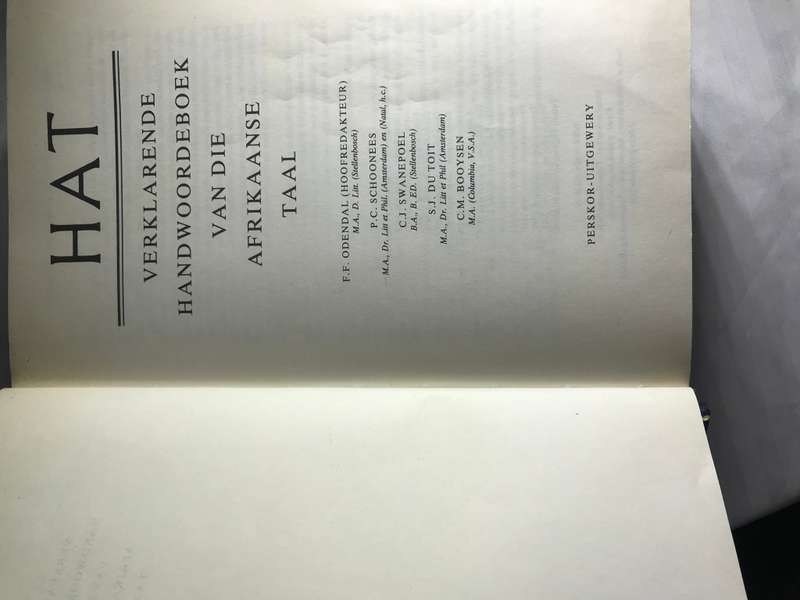 HAT
VERKLARENDE
HANDWOORDEBOEK
VAN DIE
AFRIKAANSE
TAAL
F.F. ODENDAL (HOOFREDAKTEUR)
M.A., D. Litt. (Stellenbosch)
P.C. SCHOONEES
M.A., Dr. Litt et Phil. (Amsterdam) en (Natal, h.c.)
C.J. SWANEPOEL
B.A., B. ED. (Stellenbosch)
S.J. DU TOIT
M.A., Dr. Litt et Phil (Amsterdam)
C.M. BOOYSEN
M.A. (Columbia, V.S.A.)
PERSKOR-UITGEWERY